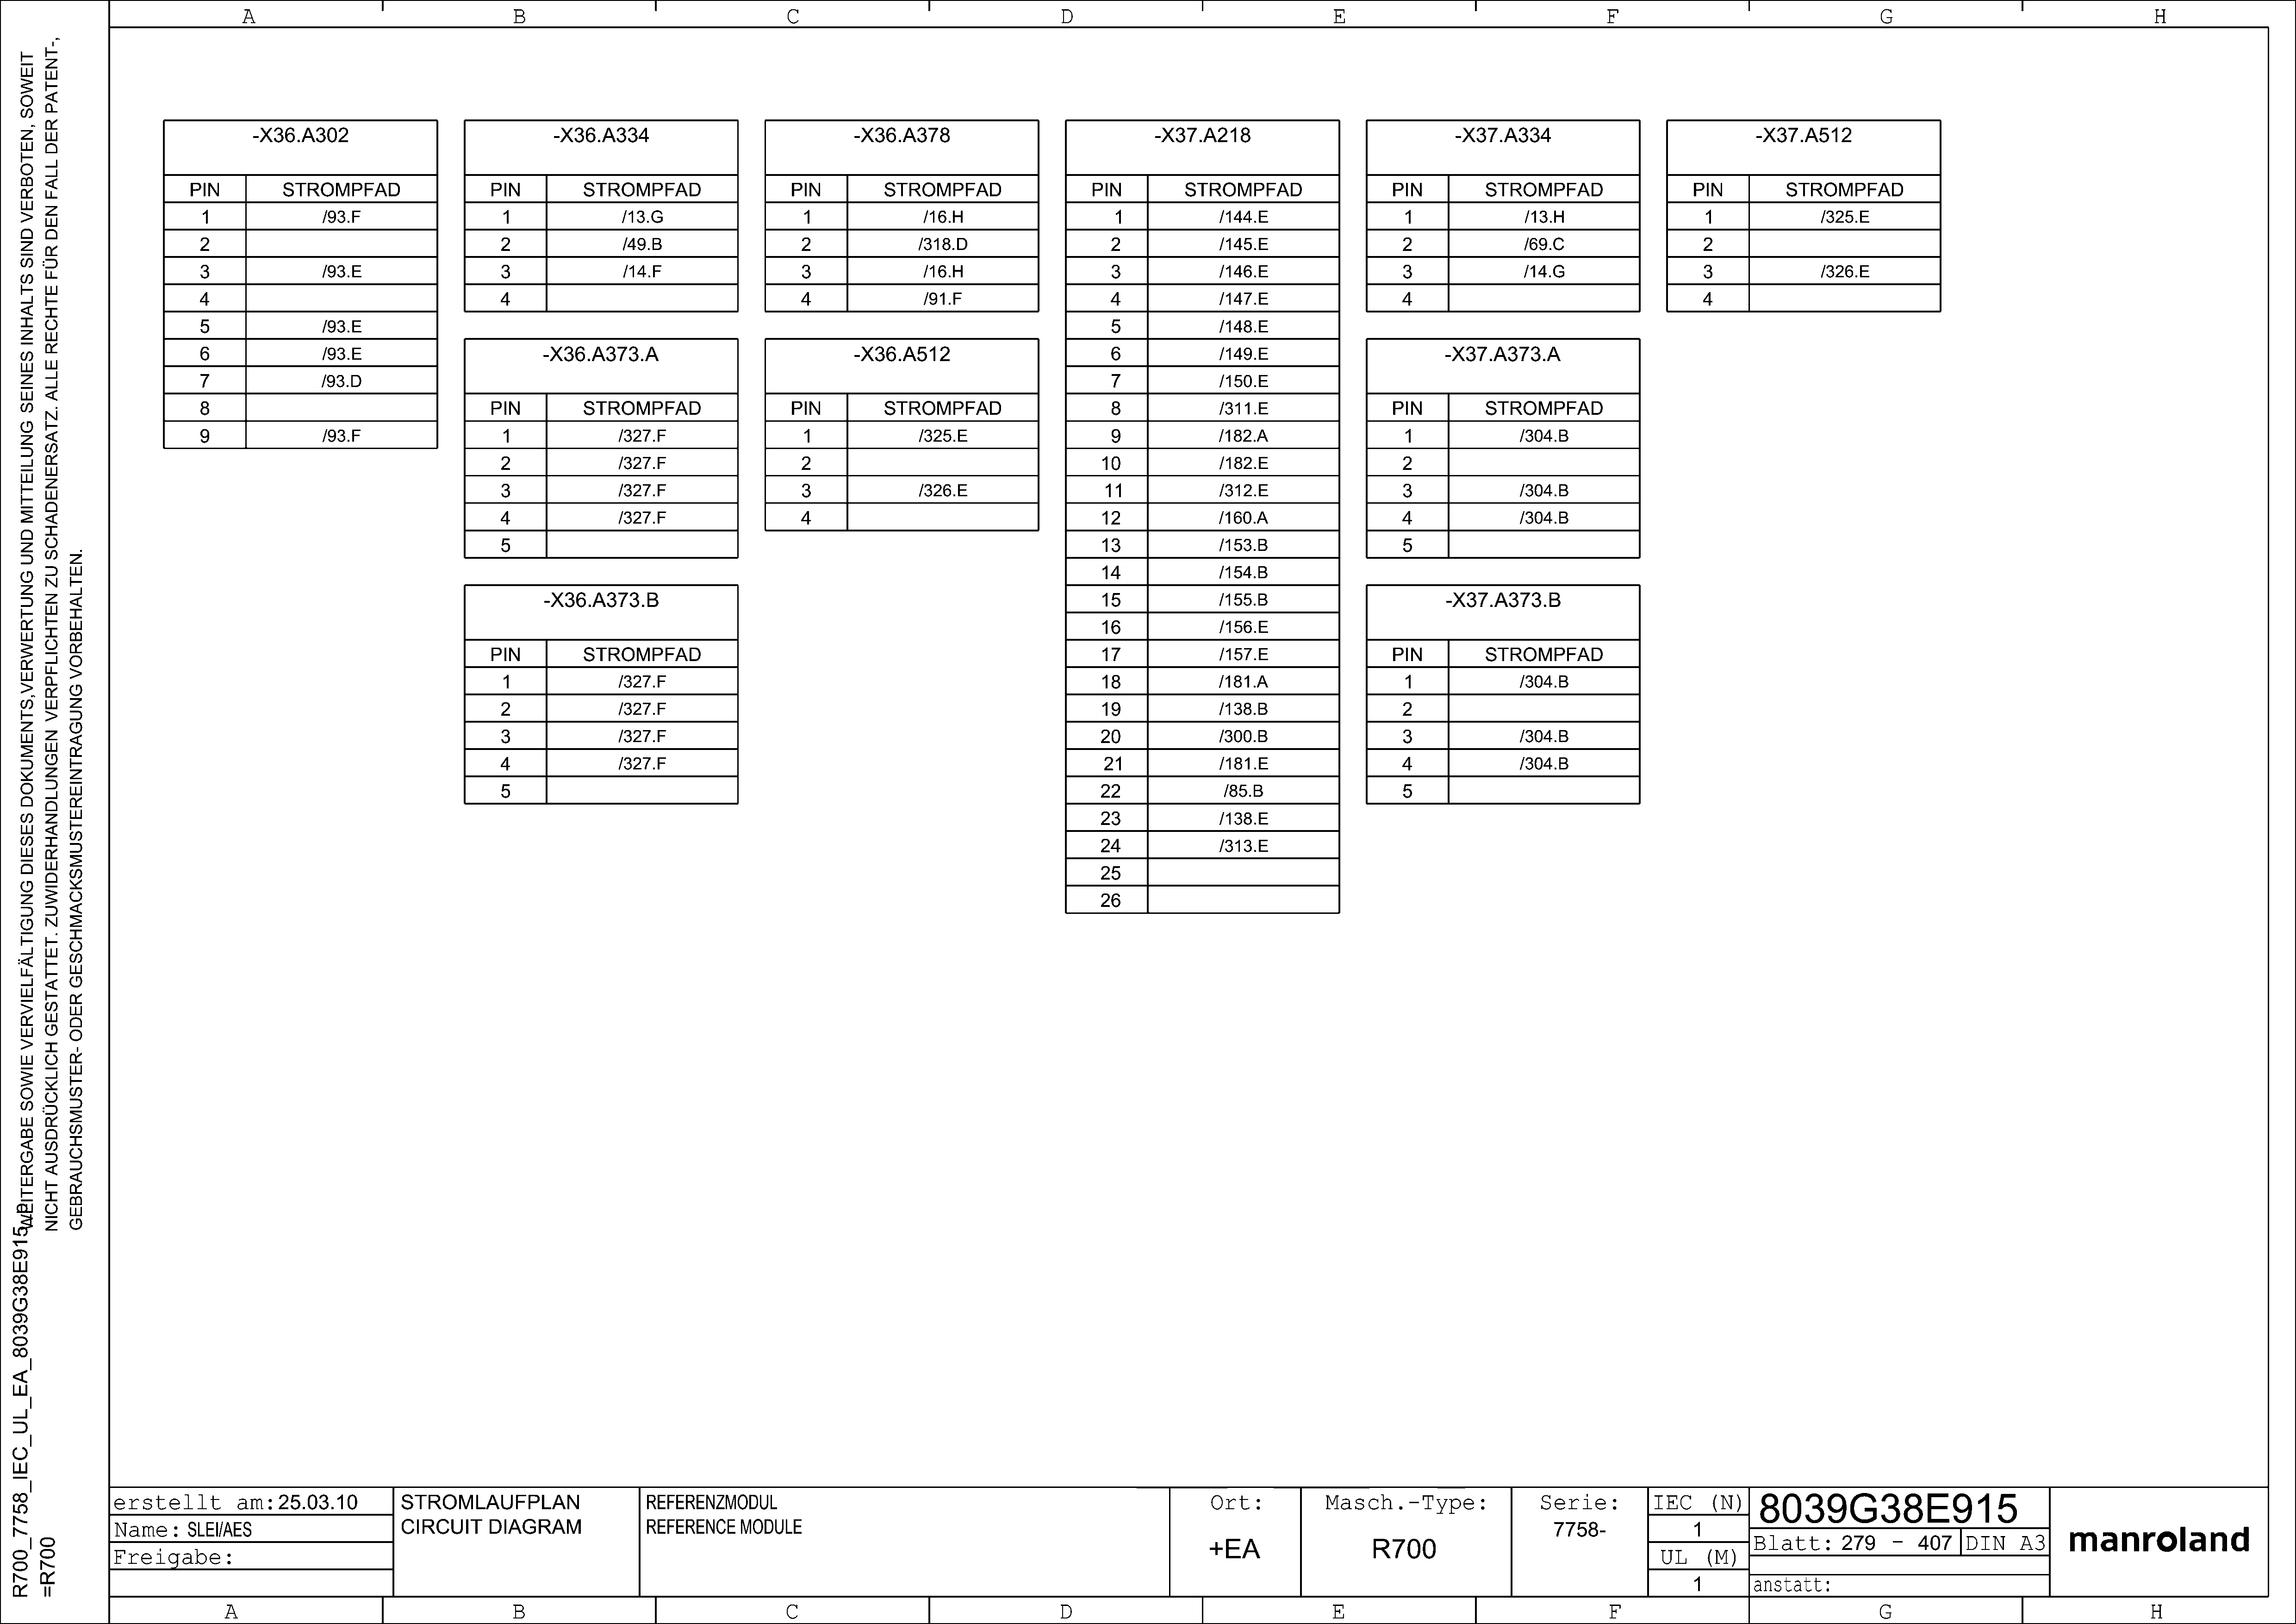 A B C D E F G H
-X36.A302
PIN STROMPFAD
1 /93.F
2
3 /93.E
4
5 /93.E
6 /93.E
7 /93.D
8
9 /93.F
-X36.A334
PIN STROMPFAD
1 /13.G
2 /49.B
3 /14.F
4
-X36.A373.A
PIN STROMPFAD
1 /327.F
2 /327.F
3 /327.F
4 /327.F
5
-X36.A373.B
PIN STROMPFAD
1 /327.F
2 /327.F
3 /327.F
4 /327.F
5
-X36.A378
PIN STROMPFAD
1 /16.H
2 /318.D
3 /16.H
4 /91.F
-X36.A512
PIN STROMPFAD
1 /325.E
2
3 /326.E
4
-X37.A218
PIN STROMPFAD
1 /144.E
2 /145.E
3 /146.E
4 /147.E
5 /148.E
6 /149.E
7 /150.E
8 /311.E
9 /182.A
10 /182.E
11 /312.E
12 /160.A
13 /153.B
14 /154.B
15 /155.B
16 /156.E
17 /157.E
18 /181.A
19 /138.B
20 /300.B
21 /181.E
22 /85.B
23 /138.E
24 /313.E
25
26
-X37.A334
PIN STROMPFAD
1 /13.H
2 /69.C
3 /14.G
4
-X37.A373.A
PIN STROMPFAD
1 /304.B
2
3 /304.B
4 /304.B
5
-X37.A373.B
PIN STROMPFAD
1 /304.B
2
3 /304.B
4 /304.B
5
-X37.A512
PIN STROMPFAD
1 /325.E
2
3 /326.E
4
WEITERGABE SOWIE VERVIELFÄLTIGUNG DIESES DOKUMENTS,VERWERTUNG UND MITTEILUNG SEINES INHALTS SIND VERBOTEN, SOWEIT
NICHT AUSDRÜCKLICH GESTATTET. ZUWIDERHANDLUNGEN VERPFLICHTEN ZU SCHADENERSATZ. ALLE RECHTE FÜR DEN FALL DER PATENT-,
GEBRAUCHSMUSTER- ODER GESCHMACKSMUSTEREINTRAGUNG VORBEHALTEN.
R700_7758_IEC_UL_EA_8039G38E915
=R700
erstellt am: 25.03.10
Name: SLEI/AES
Freigabe:
STROMLAUFPLAN
CIRCUIT DIAGRAM
REFERENZMODUL
REFERENCE MODULE
Ort:
+EA
Masch.-Type:
R700
Serie:
7758-
IEC (N)
1
UL (M)
1
8039G38E915
Blatt: 279 - 407 DIN A3
anstatt:
manroland
A B C D E F G H